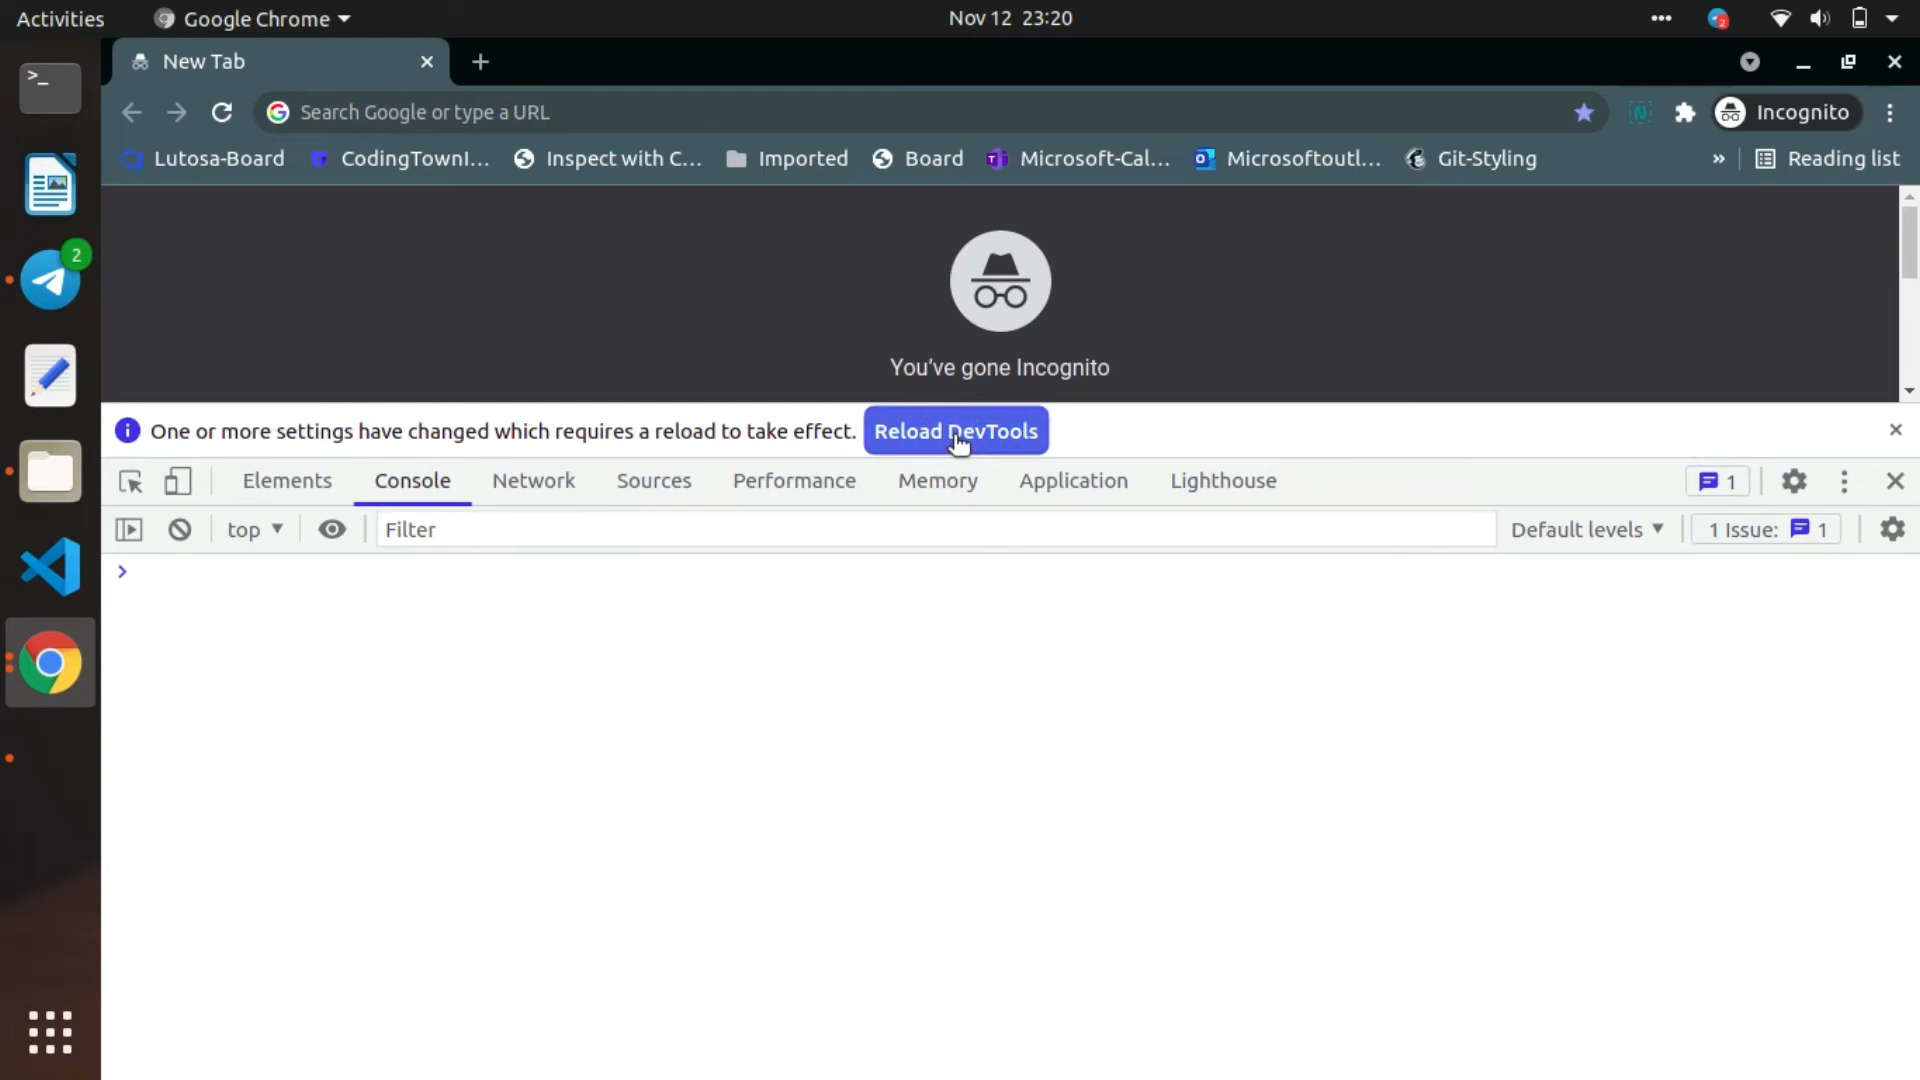 Activities Google Chrome Nov 12 23:20
New Tab
Search Google or type a URL Incognito
Lutosa-Board CodingTownI... Inspect with C... Imported Board Microsoft-Cal... Microsoftoutl... Git-Styling » Reading list
You've gone Incognito
One or more settings have changed which requires a reload to take effect. Reload DevTools
Elements Console Network Sources Performance Memory Application Lighthouse 1
top Filter Default levels 1 Issue: 1
2